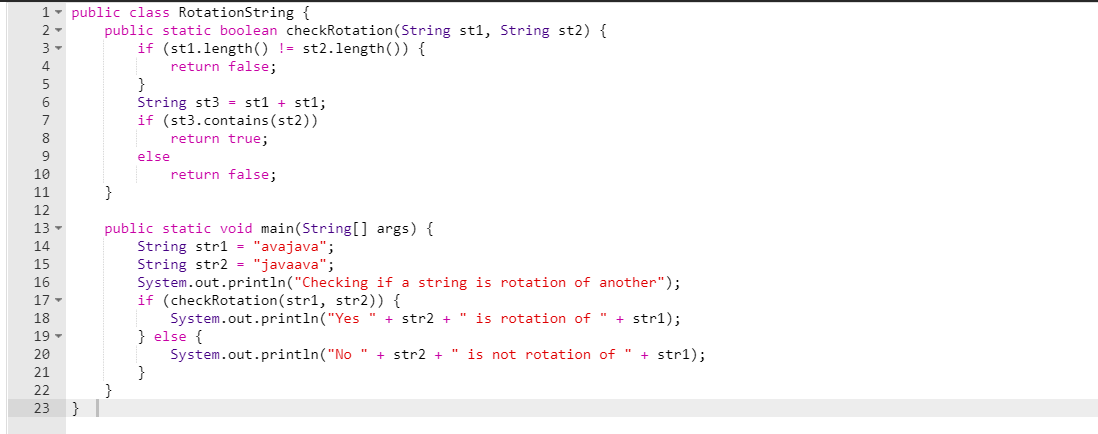 1 public class RotationString {
2 public static boolean checkRotation(String st1, String st2) {
3 if (st1.length() != st2.length()) {
4 return false;
5 }
6 String st3 = st1 + st1;
7 if (st3.contains(st2))
8 return true;
9 else
10 return false;
11 }
12
13 public static void main(String[] args) {
14 String str1 = "avajava";
15 String str2 = "javaava";
16 System.out.println("Checking if a string is rotation of another");
17 if (checkRotation(str1, str2)) {
18 System.out.println("Yes " + str2 + " is rotation of " + str1);
19 } else {
20 System.out.println("No " + str2 + " is not rotation of " + str1);
21 }
22 }
23 }